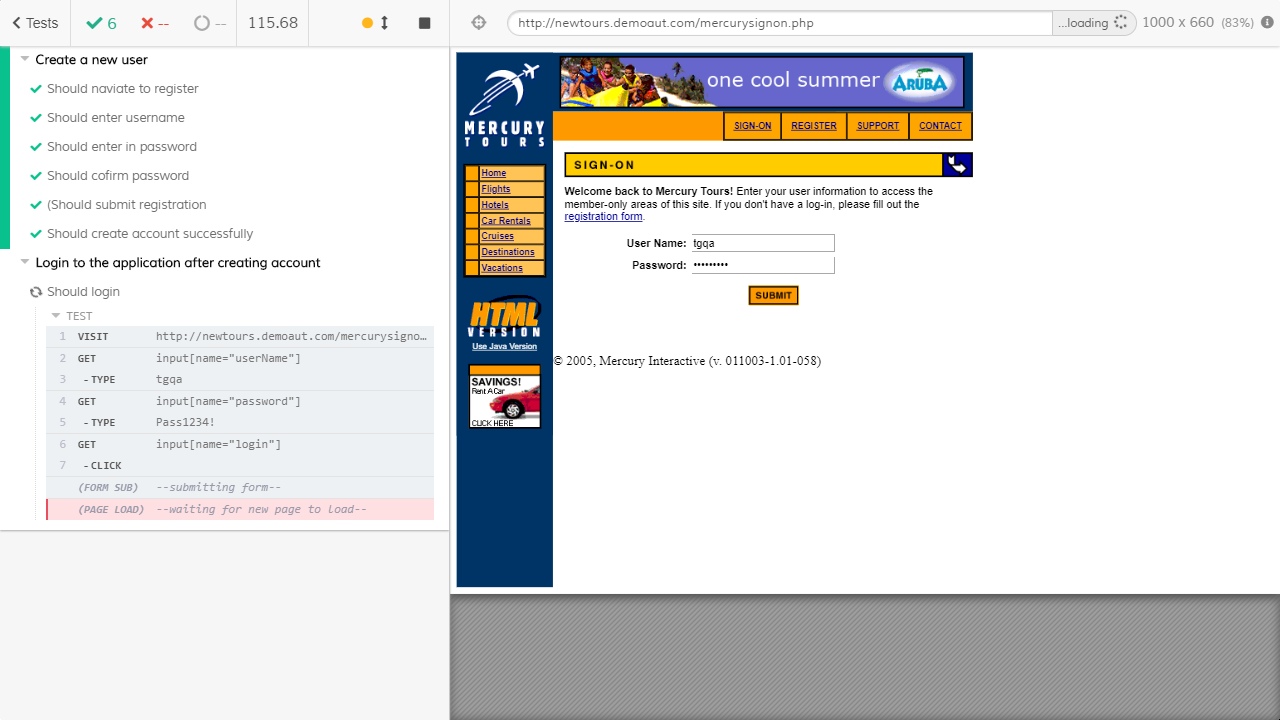 Tests
6
--
--
115.68
http://newtours.demoaut.com/mercurysignon.php
...loading
1000 x 660 (83%)
Create a new user
Should naviate to register
Should enter username
Should enter in password
Should cofirm password
(Should submit registration
Should create account successfully
Login to the application after creating account
Should login
TEST
1 VISIT http://newtours.demoaut.com/mercurysigno…
2 GET input[name="userName"]
3 -TYPE tgqa
4 GET input[name="password"]
5 -TYPE Pass1234!
6 GET input[name="login"]
7 -CLICK
(FORM SUB) --submitting form--
(PAGE LOAD) --waiting for new page to load--
MERCURY
TOURS
Home
Flights
Hotels
Car Rentals
Cruises
Destinations
Vacations
HTML
VERSION
Use Java Version
SAVINGS!
Rent A Car
CLICK HERE
one cool summer ARUBA
SIGN-ON REGISTER SUPPORT CONTACT
SIGN-ON
Welcome back to Mercury Tours! Enter your user information to access the
member-only areas of this site. If you don't have a log-in, please fill out the
registration form.
User Name: tgqa
Password: •••••••••
SUBMIT
© 2005, Mercury Interactive (v. 011003-1.01-058)